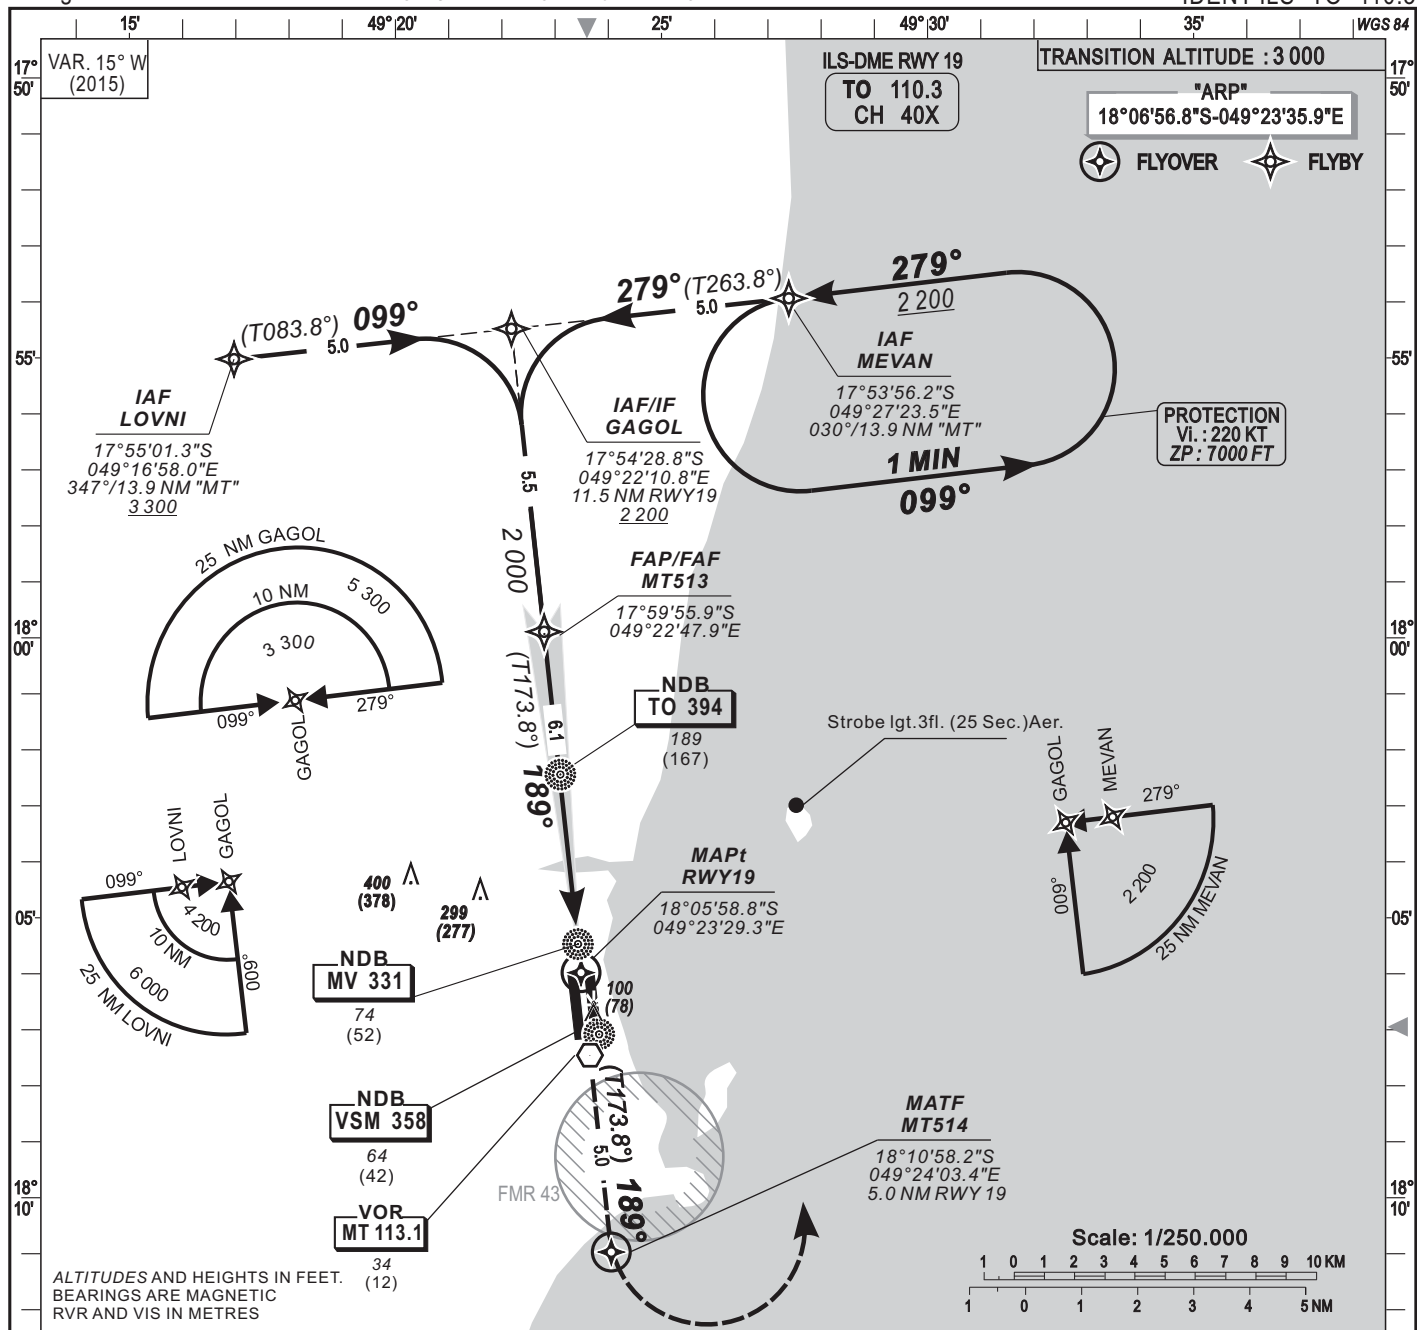 15'
49°20'
25'
49°30'
35'
WGS 84
17°
50'
VAR. 15° W
(2015)
ILS-DME RWY 19
TO 110.3
CH 40X
TRANSITION ALTITUDE : 3 000
"ARP"
18°06'56.8"S-049°23'35.9"E
FLYOVER
FLYBY
17°
50'
(T083.8°) 099°
5.0
279° (T263.8°)
5.0
279°
2 200
55'
55'
IAF
LOVNI
17°55'01.3"S
049°16'58.0"E
347°/13.9 NM "MT"
3 300
IAF/IF
GAGOL
17°54'28.8"S
049°22'10.8"E
11.5 NM RWY19
2 200
IAF
MEVAN
17°53'56.2"S
049°27'23.5"E
030°/13.9 NM "MT"
PROTECTION
Vi. : 220 KT
ZP : 7000 FT
1 MIN
099°
5.5
2 000
25 NM GAGOL
5 300
10 NM
3 300
099°
279°
GAGOL
FAP/FAF
MT513
17°59'55.9"S
049°22'47.9"E
18°
00'
18°
00'
(T173.8°) 189°
6.1
NDB
TO 394
189
(167)
Strobe lgt.3fl. (25 Sec.)Aer.
LOVNI
GAGOL
099°
4 200
10 NM
6 000
25 NM LOVNI
009°
400
(378)
299
(277)
MAPt
RWY19
18°05'58.8"S
049°23'29.3"E
GAGOL
MEVAN
279°
009°
2 200
25 NM MEVAN
05'
05'
NDB
MV 331
74
(52)
100
(78)
NDB
VSM 358
64
(42)
VOR
MT 113.1
34
(12)
(T173.8°) 189°
5.0
FMR 43
MATF
MT514
18°10'58.2"S
049°24'03.4"E
5.0 NM RWY 19
18°
10'
18°
10'
ALTITUDES AND HEIGHTS IN FEET.
BEARINGS ARE MAGNETIC
RVR AND VIS IN METRES
Scale: 1/250.000
1 0 1 2 3 4 5 6 7 8 9 10 KM
1 0 1 2 3 4 5 NM